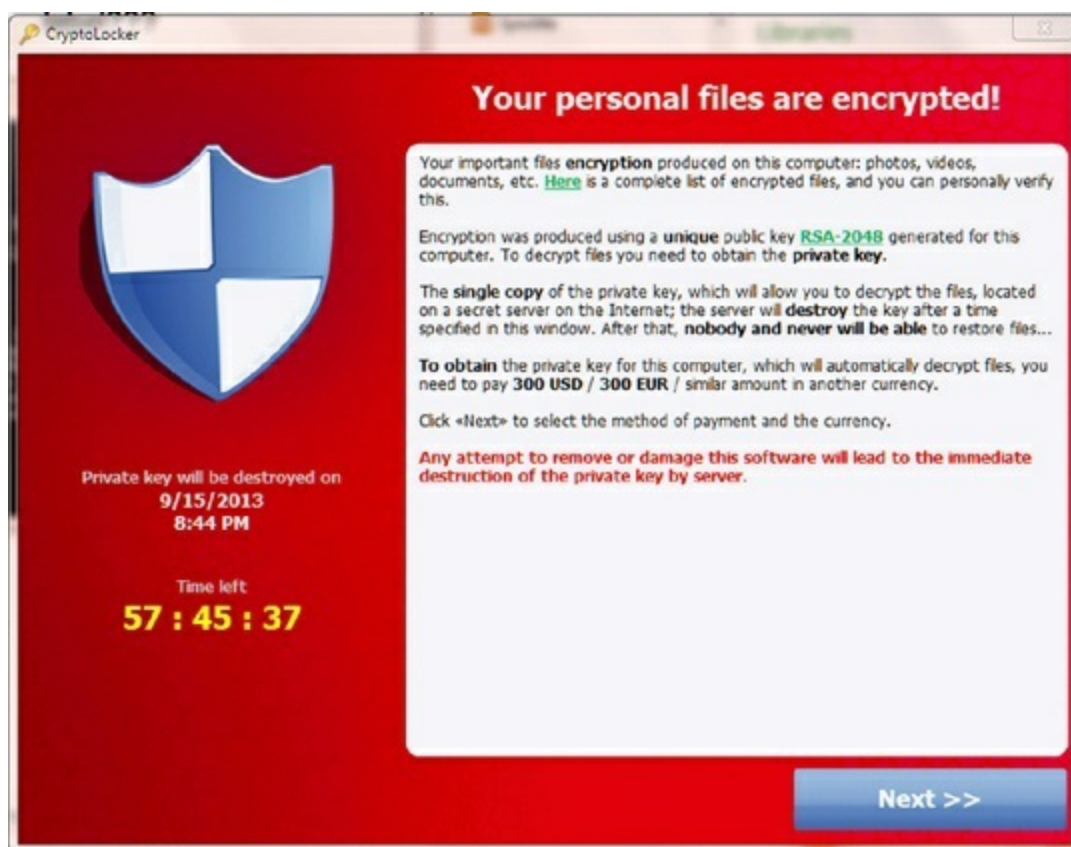 CryptoLocker
Your personal files are encrypted!
Your important files encryption produced on this computer: photos, videos,
documents, etc. Here is a complete list of encrypted files, and you can personally verify
this.
Encryption was produced using a unique public key RSA-2048 generated for this
computer. To decrypt files you need to obtain the private key.
The single copy of the private key, which will allow you to decrypt the files, located
on a secret server on the Internet; the server will destroy the key after a time
specified in this window. After that, nobody and never will be able to restore files...
To obtain the private key for this computer, which will automatically decrypt files, you
need to pay 300 USD / 300 EUR / similar amount in another currency.
Click «Next» to select the method of payment and the currency.
Any attempt to remove or damage this software will lead to the immediate
destruction of the private key by server.
Private key will be destroyed on
9/15/2013
8:44 PM
Time left
57 : 45 : 37
Next >>